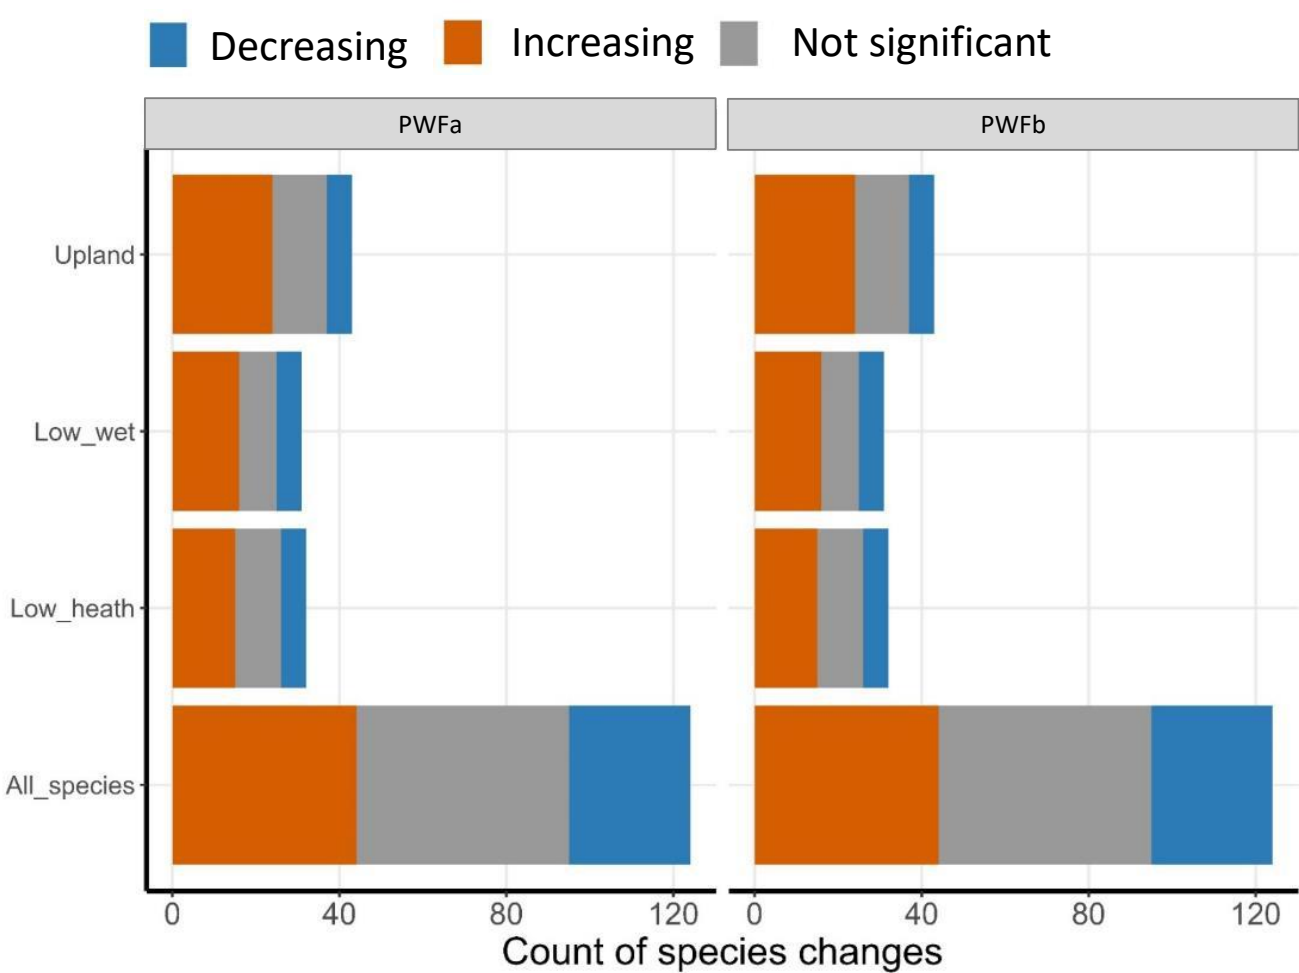 Decreasing Increasing Not significant
PWFa PWFb
Upland
Low_wet
Low_heath
All_species
0 40 80 120 0 40 80 120
Count of species changes